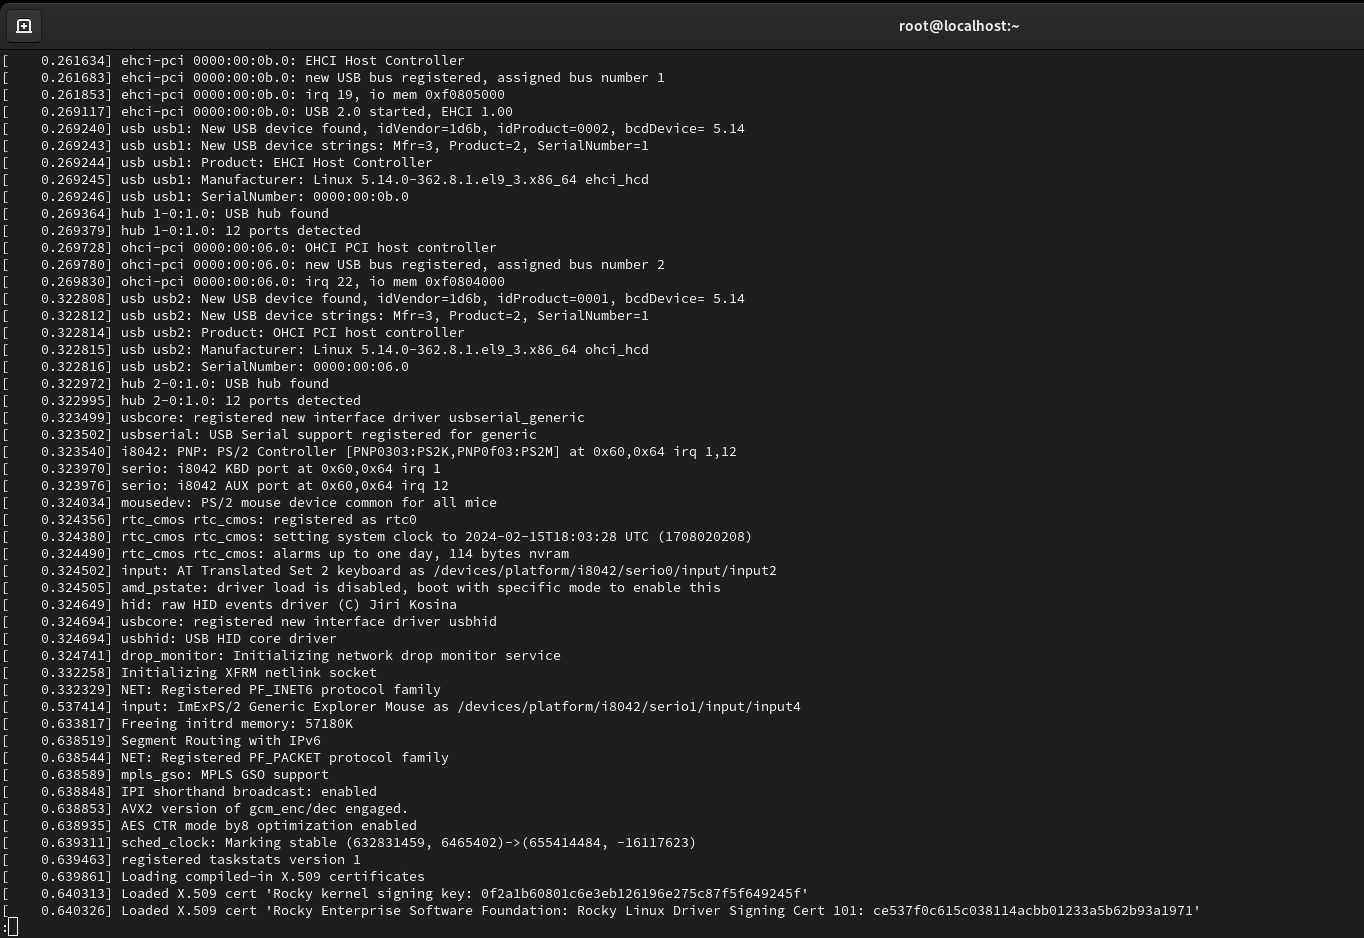 root@localhost:~
[    0.261634] ehci-pci 0000:00:0b.0: EHCI Host Controller
[    0.261683] ehci-pci 0000:00:0b.0: new USB bus registered, assigned bus number 1
[    0.261853] ehci-pci 0000:00:0b.0: irq 19, io mem 0xf0805000
[    0.269117] ehci-pci 0000:00:0b.0: USB 2.0 started, EHCI 1.00
[    0.269240] usb usb1: New USB device found, idVendor=1d6b, idProduct=0002, bcdDevice= 5.14
[    0.269243] usb usb1: New USB device strings: Mfr=3, Product=2, SerialNumber=1
[    0.269244] usb usb1: Product: EHCI Host Controller
[    0.269245] usb usb1: Manufacturer: Linux 5.14.0-362.8.1.el9_3.x86_64 ehci_hcd
[    0.269246] usb usb1: SerialNumber: 0000:00:0b.0
[    0.269364] hub 1-0:1.0: USB hub found
[    0.269379] hub 1-0:1.0: 12 ports detected
[    0.269728] ohci-pci 0000:00:06.0: OHCI PCI host controller
[    0.269780] ohci-pci 0000:00:06.0: new USB bus registered, assigned bus number 2
[    0.269830] ohci-pci 0000:00:06.0: irq 22, io mem 0xf0804000
[    0.322808] usb usb2: New USB device found, idVendor=1d6b, idProduct=0001, bcdDevice= 5.14
[    0.322812] usb usb2: New USB device strings: Mfr=3, Product=2, SerialNumber=1
[    0.322814] usb usb2: Product: OHCI PCI host controller
[    0.322815] usb usb2: Manufacturer: Linux 5.14.0-362.8.1.el9_3.x86_64 ohci_hcd
[    0.322816] usb usb2: SerialNumber: 0000:00:06.0
[    0.322972] hub 2-0:1.0: USB hub found
[    0.322995] hub 2-0:1.0: 12 ports detected
[    0.323499] usbcore: registered new interface driver usbserial_generic
[    0.323502] usbserial: USB Serial support registered for generic
[    0.323540] i8042: PNP: PS/2 Controller [PNP0303:PS2K,PNP0f03:PS2M] at 0x60,0x64 irq 1,12
[    0.323970] serio: i8042 KBD port at 0x60,0x64 irq 1
[    0.323976] serio: i8042 AUX port at 0x60,0x64 irq 12
[    0.324034] mousedev: PS/2 mouse device common for all mice
[    0.324356] rtc_cmos rtc_cmos: registered as rtc0
[    0.324380] rtc_cmos rtc_cmos: setting system clock to 2024-02-15T18:03:28 UTC (1708020208)
[    0.324490] rtc_cmos rtc_cmos: alarms up to one day, 114 bytes nvram
[    0.324502] input: AT Translated Set 2 keyboard as /devices/platform/i8042/serio0/input/input2
[    0.324505] amd_pstate: driver load is disabled, boot with specific mode to enable this
[    0.324649] hid: raw HID events driver (C) Jiri Kosina
[    0.324694] usbcore: registered new interface driver usbhid
[    0.324694] usbhid: USB HID core driver
[    0.324741] drop_monitor: Initializing network drop monitor service
[    0.332258] Initializing XFRM netlink socket
[    0.332329] NET: Registered PF_INET6 protocol family
[    0.537414] input: ImExPS/2 Generic Explorer Mouse as /devices/platform/i8042/serio1/input/input4
[    0.633817] Freeing initrd memory: 57180K
[    0.638519] Segment Routing with IPv6
[    0.638544] NET: Registered PF_PACKET protocol family
[    0.638589] mpls_gso: MPLS GSO support
[    0.638848] IPI shorthand broadcast: enabled
[    0.638853] AVX2 version of gcm_enc/dec engaged.
[    0.638935] AES CTR mode by8 optimization enabled
[    0.639311] sched_clock: Marking stable (632831459, 6465402)->(655414484, -16117623)
[    0.639463] registered taskstats version 1
[    0.639861] Loading compiled-in X.509 certificates
[    0.640313] Loaded X.509 cert 'Rocky kernel signing key: 0f2a1b60801c6e3eb126196e275c87f5f649245f'
[    0.640326] Loaded X.509 cert 'Rocky Enterprise Software Foundation: Rocky Linux Driver Signing Cert 101: ce537f0c615c038114acbb01233a5b62b93a1971'
: